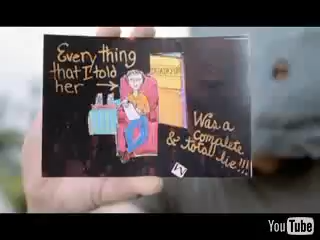 Every thing
that I told
her →
Was a
complete
& total lie!!!
YouTube